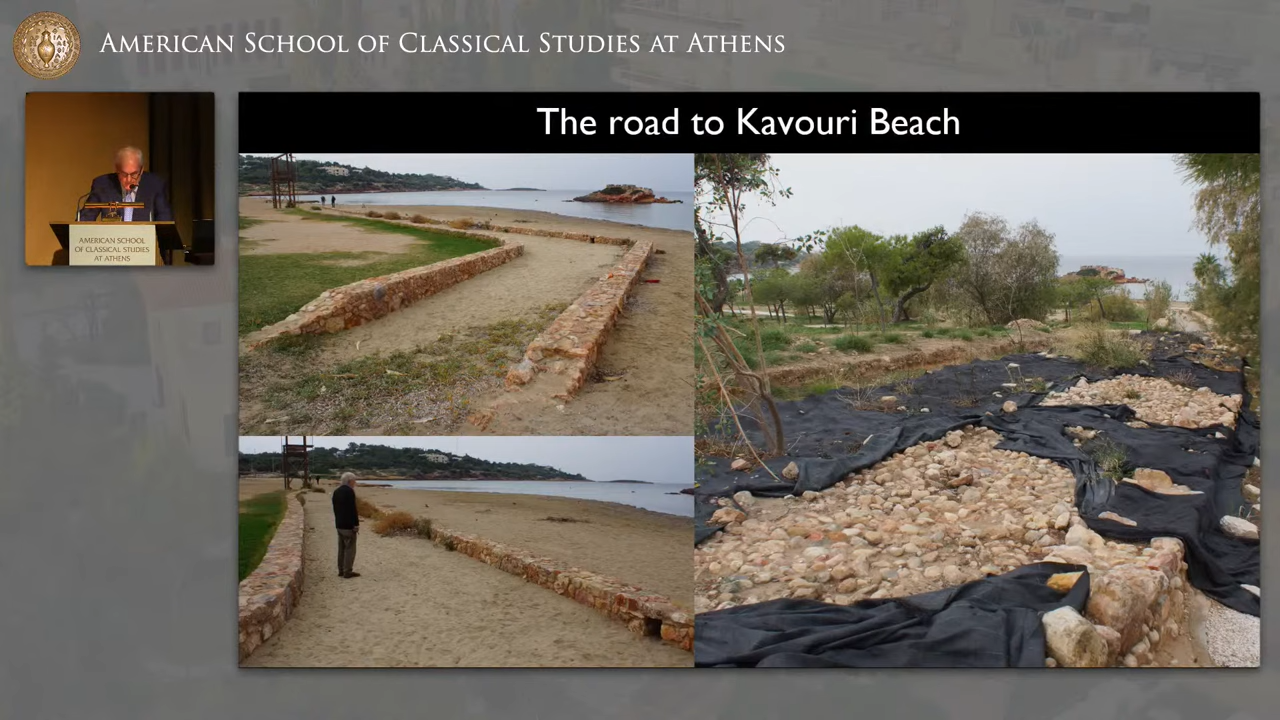 AMERICAN SCHOOL OF CLASSICAL STUDIES AT ATHENS
The road to Kavouri Beach
AMERICAN SCHOOL
OF CLASSICAL STUDIES
AT ATHENS